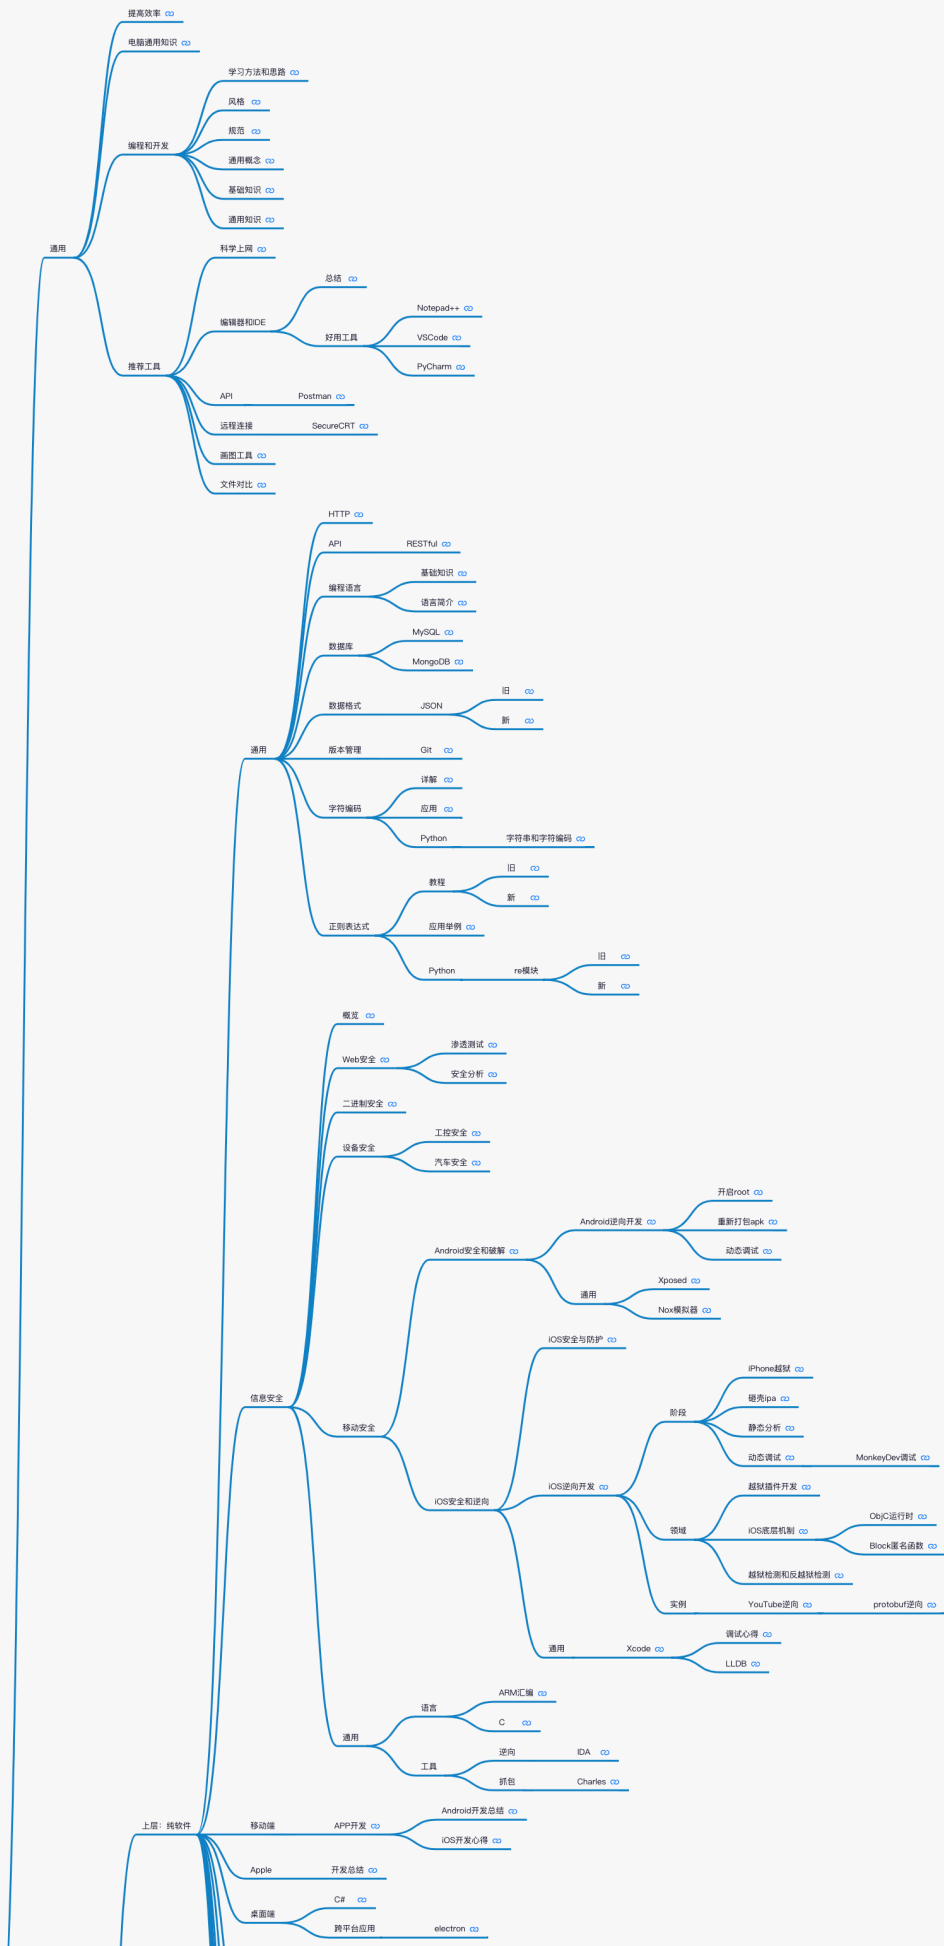 提高效率
电脑通用知识
学习方法和思路
风格
规范
编程和开发
通用概念
基础知识
通用知识
通用
科学上网
总结
Notepad++
编辑器和IDE
好用工具
VSCode
推荐工具
PyCharm
API Postman
远程连接 SecureCRT
画图工具
文件对比
HTTP
API RESTful
基础知识
编程语言
语言简介
MySQL
数据库
MongoDB
旧
数据格式 JSON
新
通用
版本管理 Git
详解
字符编码 应用
Python 字符串和字符编码
旧
教程
新
正则表达式 应用举例
旧
Python re模块
新
概览
渗透测试
Web安全
安全分析
二进制安全
工控安全
设备安全
汽车安全
开启root
Android逆向开发 重新打包apk
Android安全和破解
动态调试
Xposed
通用
Nox模拟器
iOS安全与防护
iPhone越狱
信息安全
砸壳ipa
阶段
移动安全
静态分析
动态调试 MonkeyDev调试
iOS逆向开发
越狱插件开发
iOS安全和逆向
ObjC运行时
领域 iOS底层机制
Block匿名函数
越狱检测和反越狱检测
实例 YouTube逆向 protobuf逆向
调试心得
通用 Xcode
LLDB
ARM汇编
语言
C
通用
逆向 IDA
工具
抓包 Charles
Android开发总结
上层：纯软件 移动端 APP开发
iOS开发心得
Apple 开发总结
C#
桌面端
跨平台应用 electron